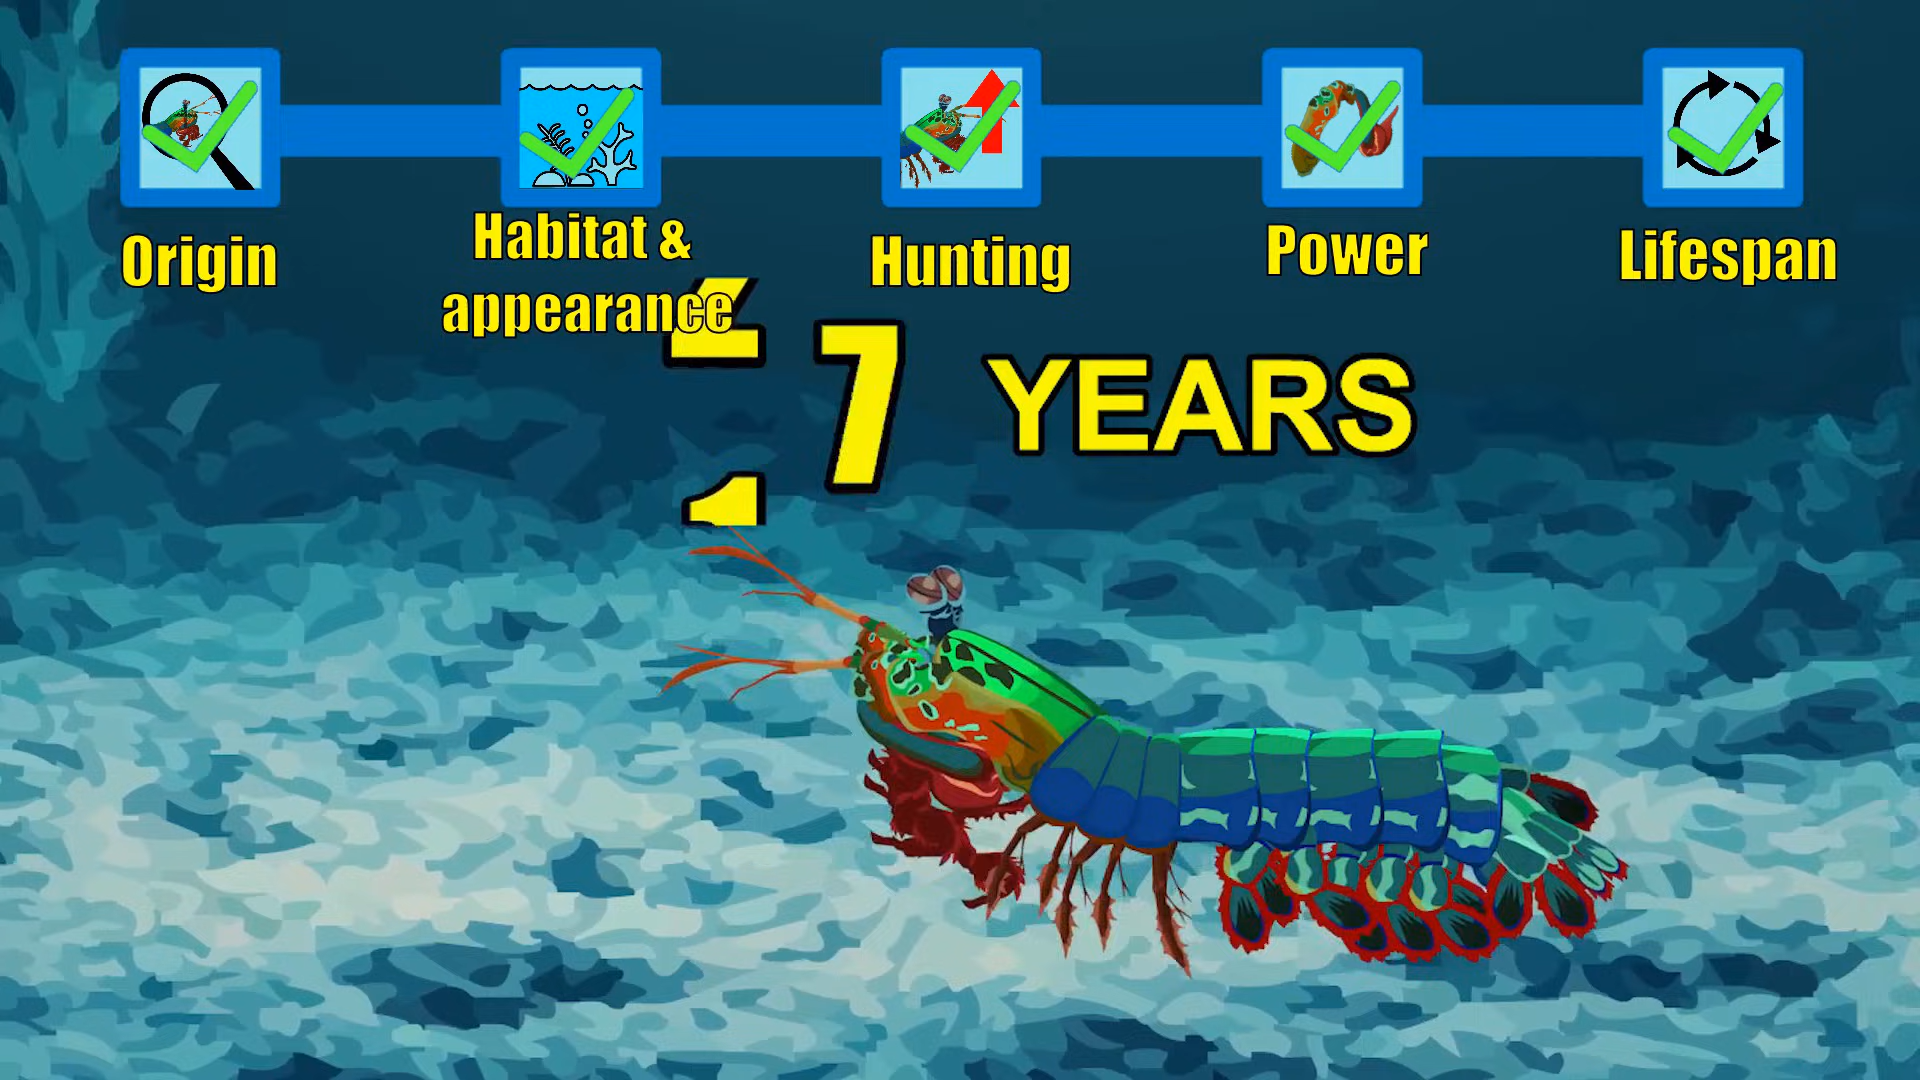 Origin
Habitat &
appearance
Hunting
Power
Lifespan
7 YEARS